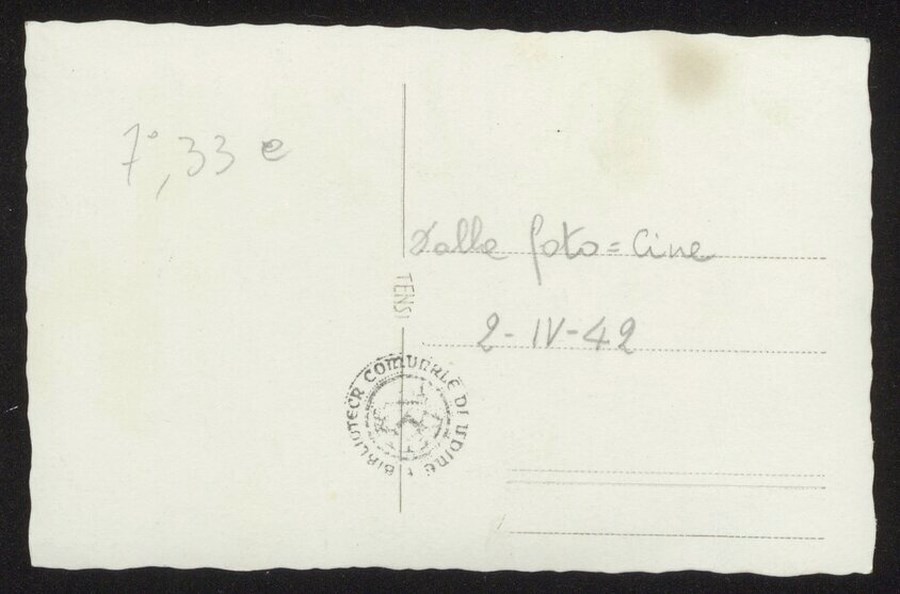 7°, 33 e
Dalla foto=Cine
2-IV-42
TENSI
BIBLIOTECA COMUNALE DI UDINE